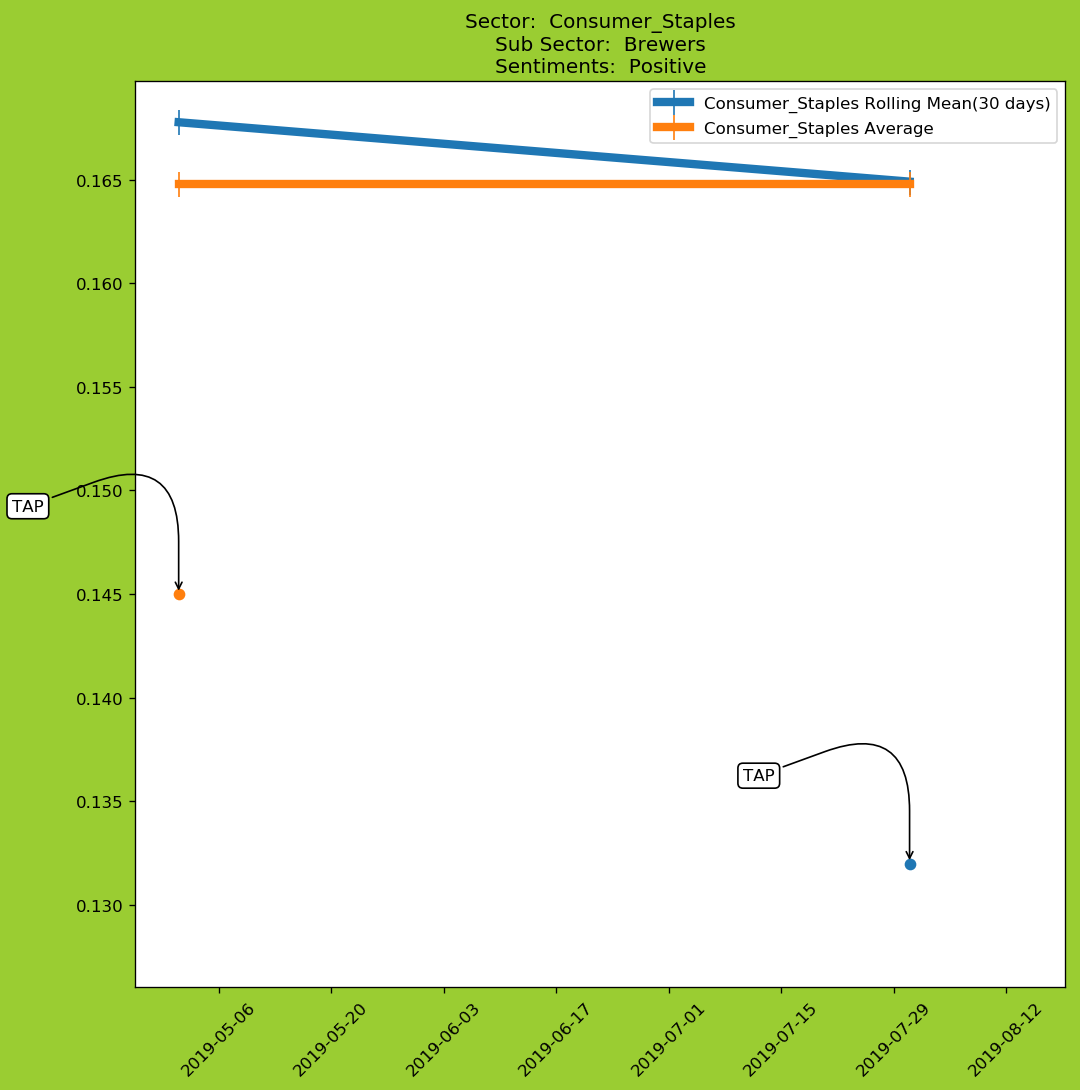 Sector:  Consumer_Staples
Sub Sector:  Brewers
Sentiments:  Positive
Consumer_Staples Rolling Mean(30 days)
Consumer_Staples Average
0.165
0.160
0.155
0.150
TAP
0.145
0.140
TAP
0.135
0.130
2019-05-06
2019-05-20
2019-06-03
2019-06-17
2019-07-01
2019-07-15
2019-07-29
2019-08-12